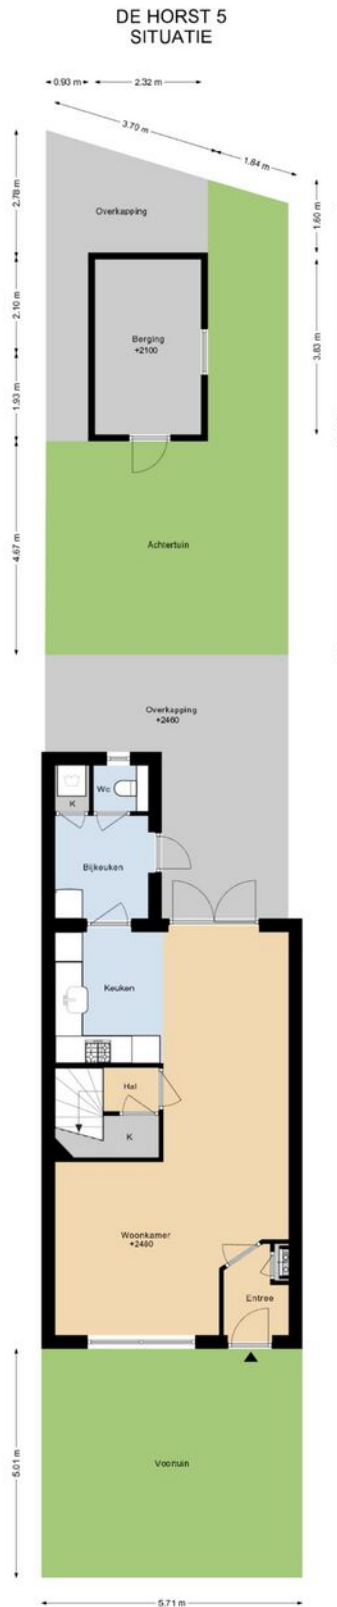 DE HORST 5
SITUATIE
0.93 m
2.32 m
3.70 m
1.84 m
2.78 m
1.60 m
Overkapping
2.10 m
3.83 m
Berging
+2100
1.93 m
4.67 m
Achtertuin
Overkapping
+2460
Wc
K
Bijkeuken
Keuken
Hal
K
Woonkamer
+2480
Entree
5.01 m
Voortuin
5.71 m